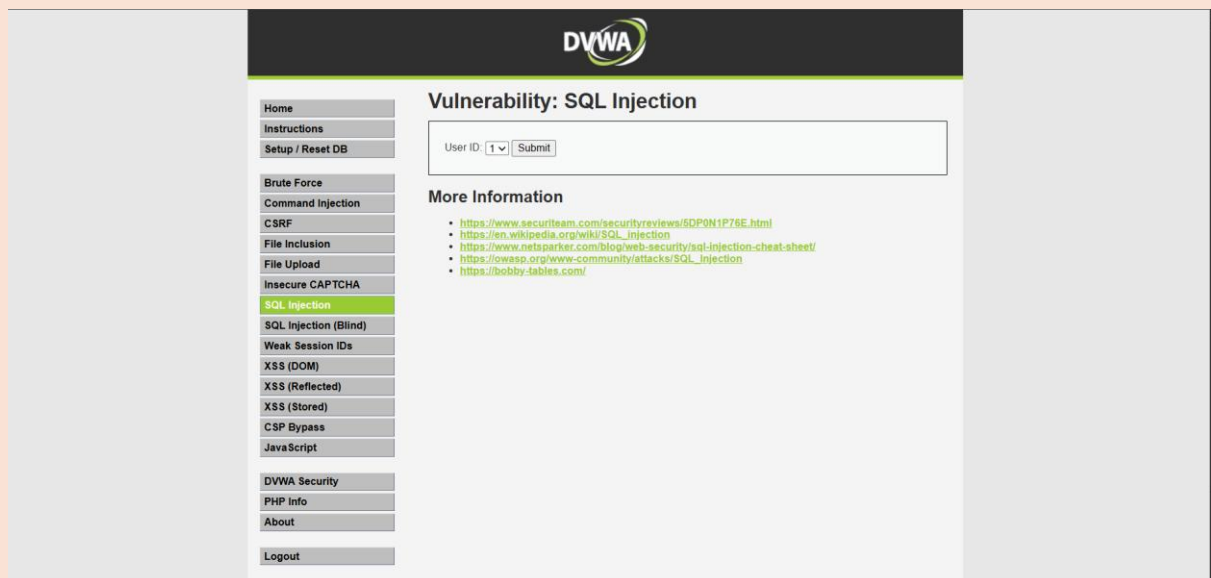 DVWA
Home
Instructions
Setup / Reset DB
Brute Force
Command Injection
CSRF
File Inclusion
File Upload
Insecure CAPTCHA
SQL Injection
SQL Injection (Blind)
Weak Session IDs
XSS (DOM)
XSS (Reflected)
XSS (Stored)
CSP Bypass
JavaScript
DVWA Security
PHP Info
About
Logout
Vulnerability: SQL Injection
User ID: 1 Submit
More Information
https://www.securiteam.com/securityreviews/5DP0N1P76E.html
https://en.wikipedia.org/wiki/SQL_injection
https://www.netsparker.com/blog/web-security/sql-injection-cheat-sheet/
https://owasp.org/www-community/attacks/SQL_Injection
https://bobby-tables.com/